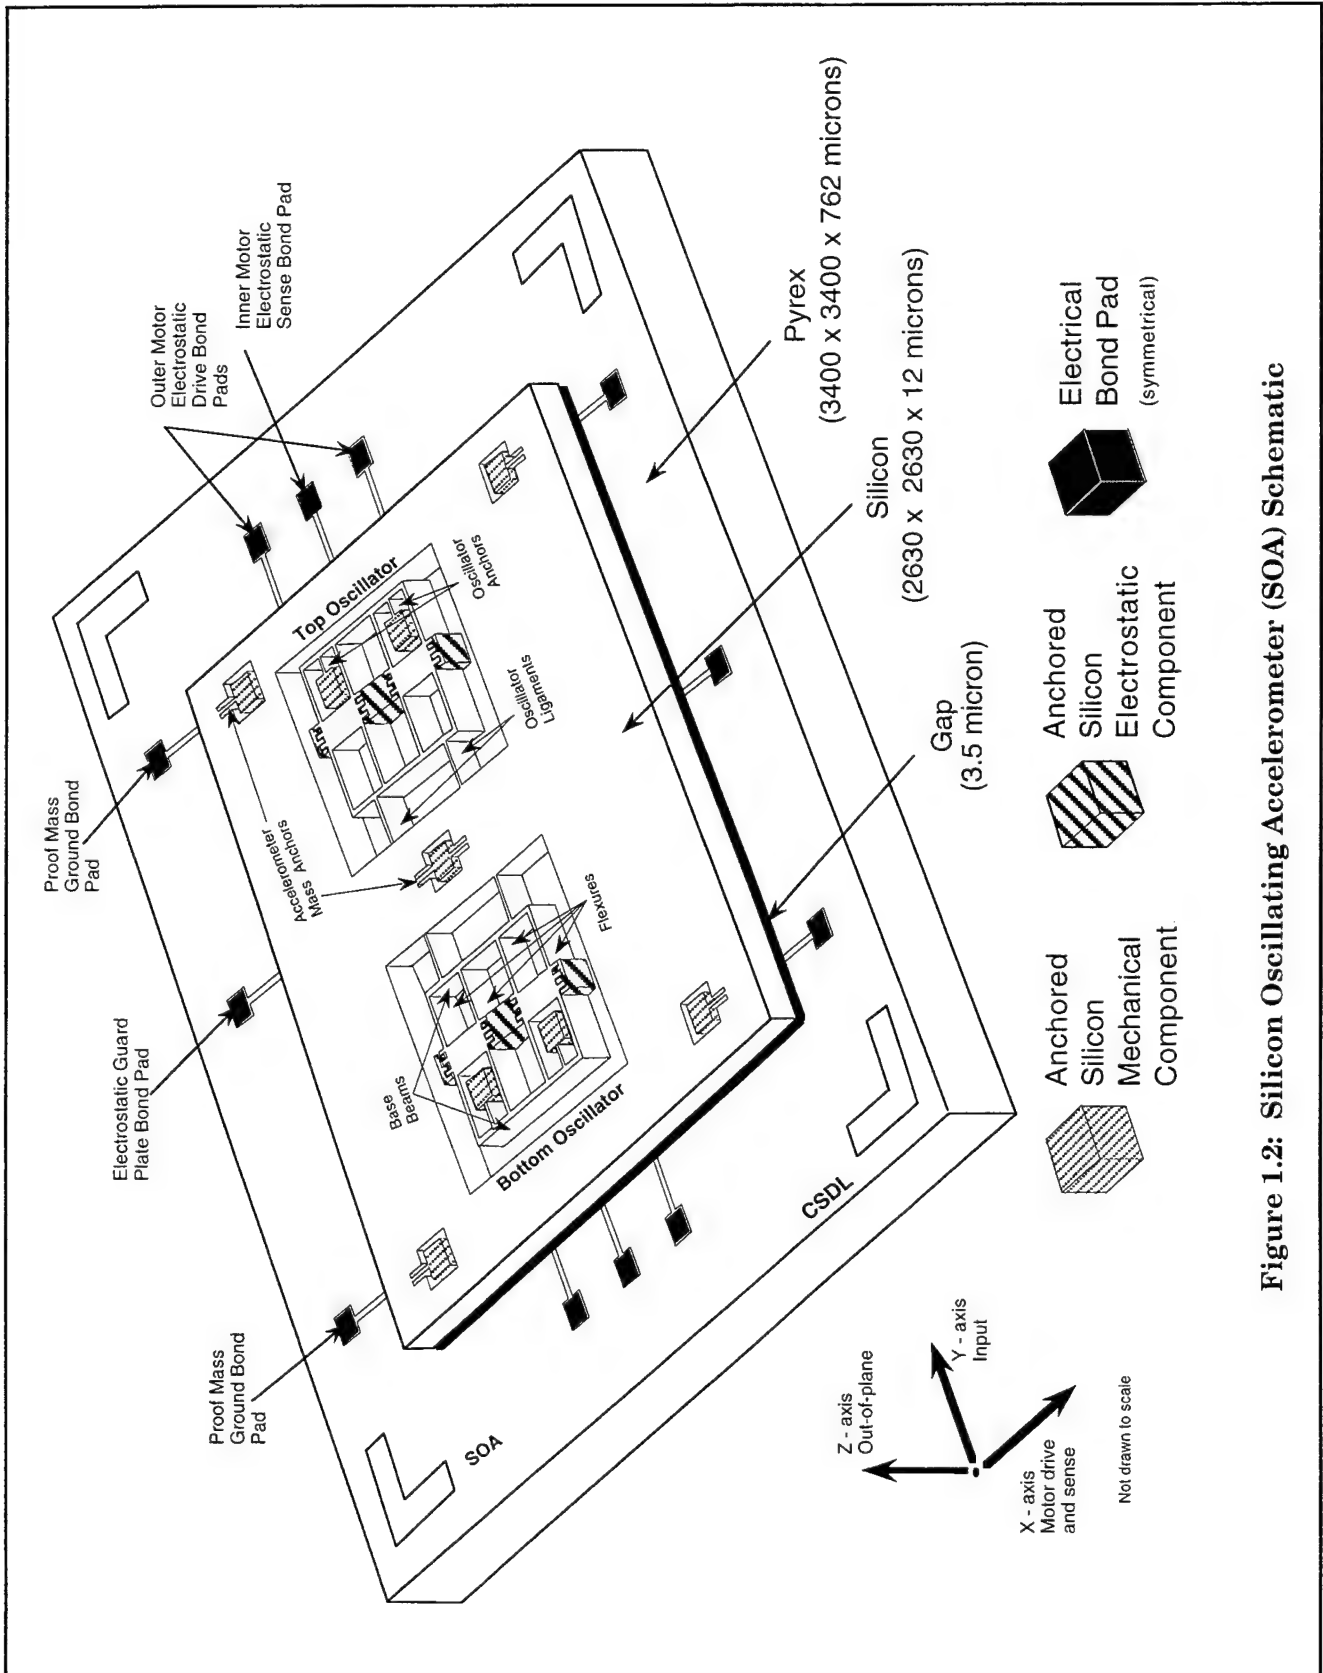 Proof Mass
Ground Bond
Pad
Electrostatic Guard
Plate Bond Pad
Proof Mass
Ground Bond
Pad
Outer Motor
Electrostatic
Drive Bond
Pads
Inner Motor
Electrostatic
Sense Bond Pad
Accelerometer
Mass Anchors
Top Oscillator
Oscillator
Anchors
Oscillator
Ligaments
Base
Beams
Flexures
Bottom Oscillator
SOA
CSDL
Pyrex
(3400 x 3400 x 762 microns)
Silicon
(2630 x 2630 x 12 microns)
Gap
(3.5 micron)
Z - axis
Out-of-plane
Y - axis
Input
X - axis
Motor drive
and sense
Not drawn to scale
Anchored
Silicon
Mechanical
Component
Anchored
Silicon
Electrostatic
Component
Electrical
Bond Pad
(symmetrical)
Figure 1.2: Silicon Oscillating Accelerometer (SOA) Schematic